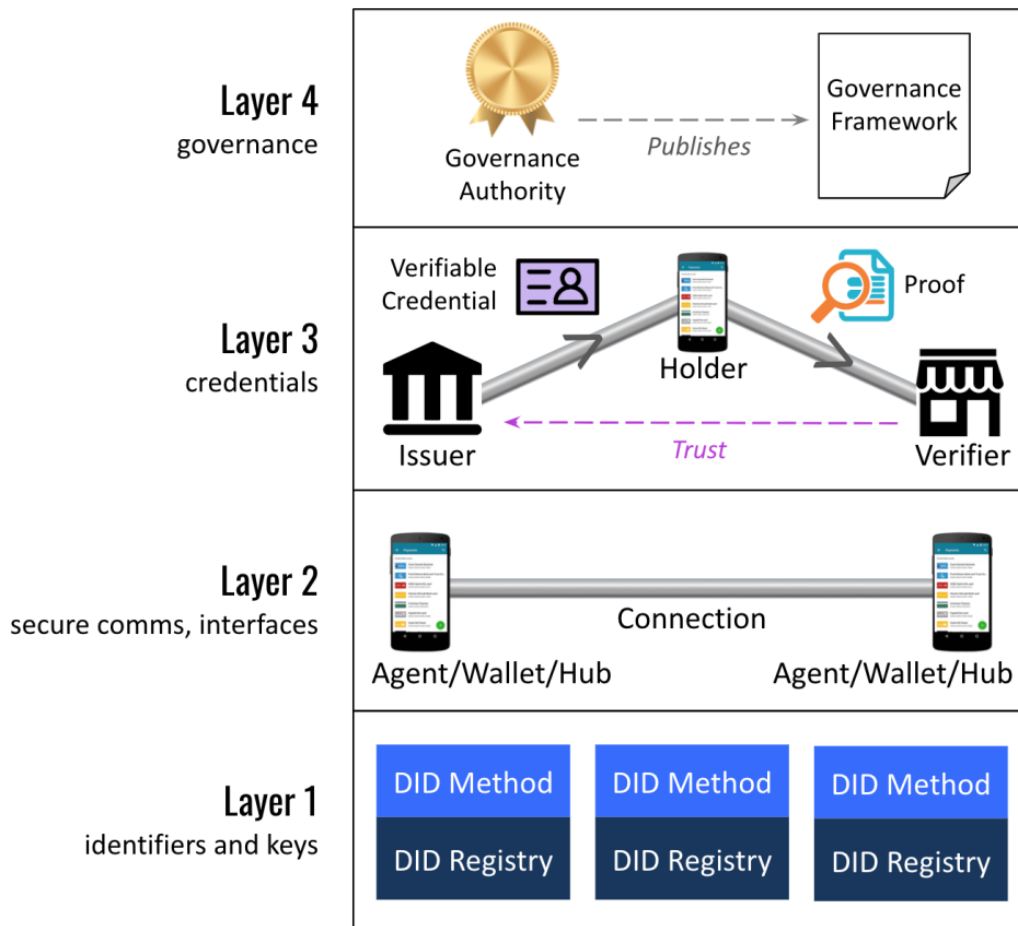 Layer 4
governance
Governance
Authority
Publishes
Governance
Framework
Layer 3
credentials
Verifiable
Credential
Proof
Holder
Issuer
Trust
Verifier
Layer 2
secure comms, interfaces
Connection
Agent/Wallet/Hub
Agent/Wallet/Hub
Layer 1
identifiers and keys
DID Method
DID Registry
DID Method
DID Registry
DID Method
DID Registry